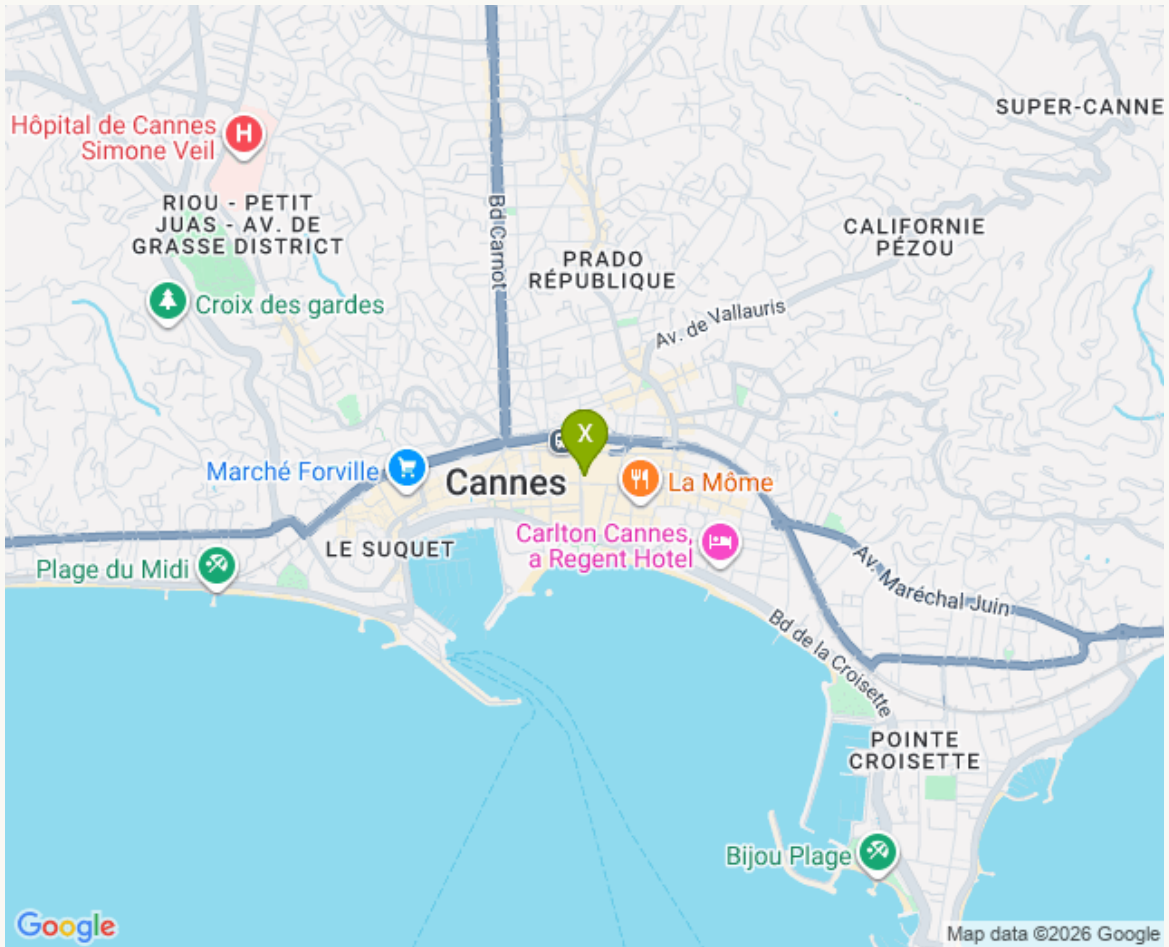 SUPER-CANNE
Hôpital de Cannes
Simone Veil
H
RIOU - PETIT
JUAS - AV. DE
GRASSE DISTRICT
Bd Carnot
CALIFORNIE
PÉZOU
PRADO
RÉPUBLIQUE
Croix des gardes
Av. de Vallauris
X
Marché Forville
Cannes
La Môme
Carlton Cannes,
a Regent Hotel
LE SUQUET
Plage du Midi
Av. Maréchal Juin
Bd de la Croisette
POINTE
CROISETTE
Bijou Plage
Google
Map data ©2026 Google